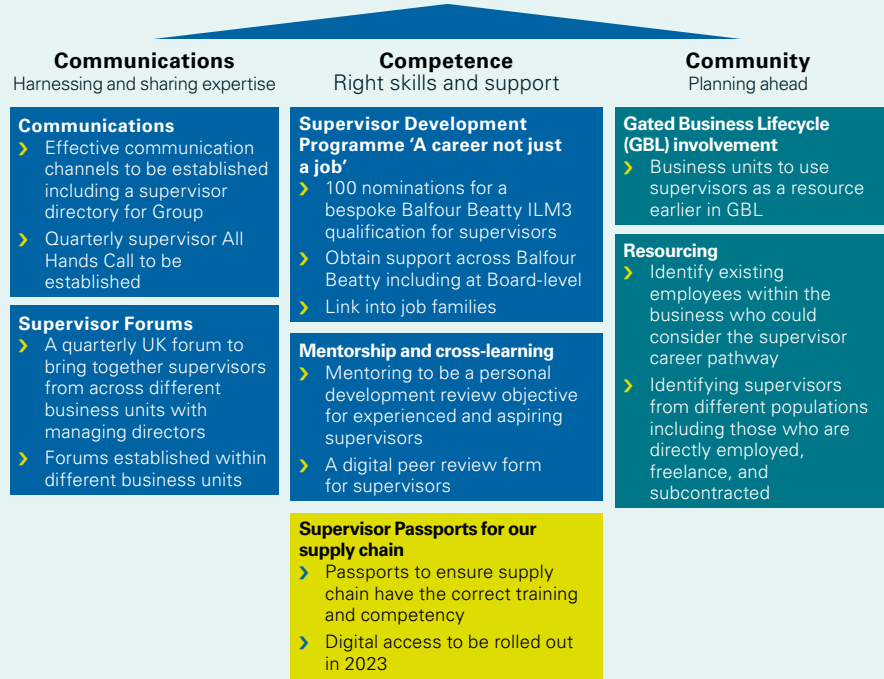 Communications
Harnessing and sharing expertise
Communications
› Effective communication
channels to be established
including a supervisor
directory for Group
› Quarterly supervisor All
Hands Call to be
established
Supervisor Forums
› A quarterly UK forum to
bring together supervisors
from across different
business units with
managing directors
› Forums established within
different business units
Competence
Right skills and support
Supervisor Development
Programme ‘A career not just
a job’
› 100 nominations for a
bespoke Balfour Beatty ILM3
qualification for supervisors
› Obtain support across Balfour
Beatty including at Board-level
› Link into job families
Mentorship and cross-learning
› Mentoring to be a personal
development review objective
for experienced and aspiring
supervisors
› A digital peer review form
for supervisors
Supervisor Passports for our
supply chain
› Passports to ensure supply
chain have the correct training
and competency
› Digital access to be rolled out
in 2023
Community
Planning ahead
Gated Business Lifecycle
(GBL) involvement
› Business units to use
supervisors as a resource
earlier in GBL
Resourcing
› Identify existing
employees within the
business who could
consider the supervisor
career pathway
› Identifying supervisors
from different populations
including those who are
directly employed,
freelance, and
subcontracted